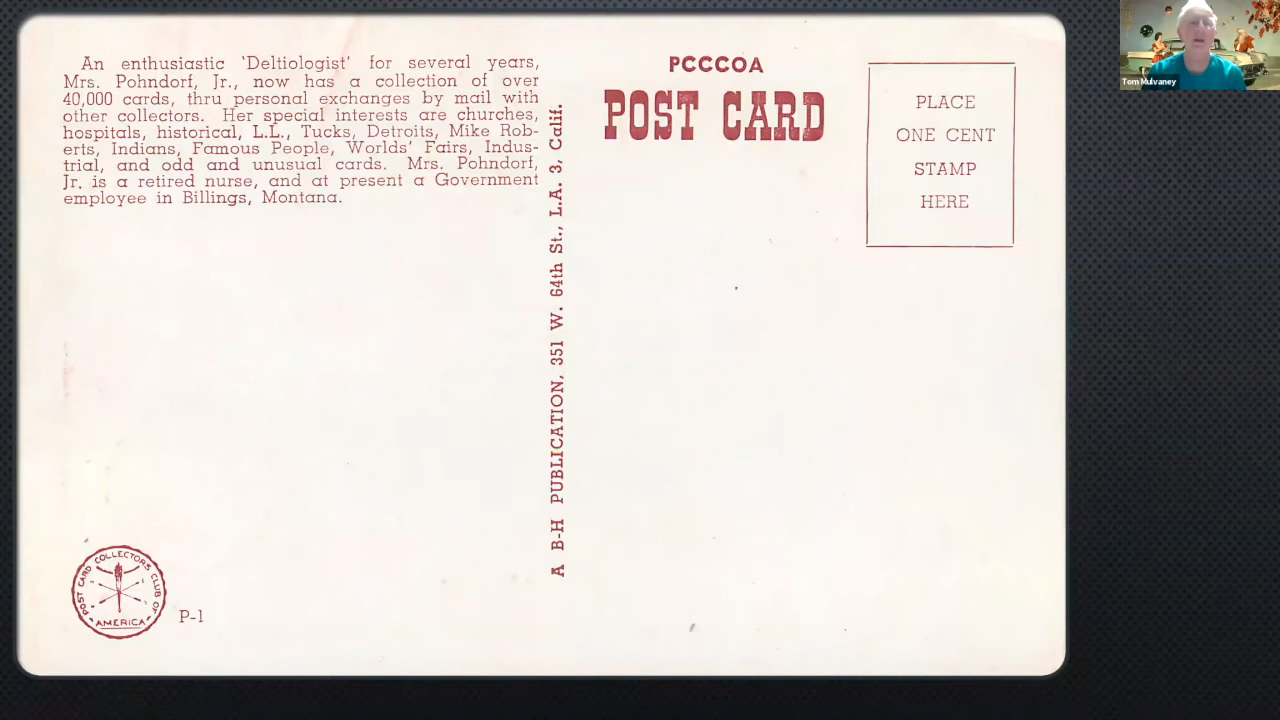 An enthusiastic 'Deltiologist' for several years,
Mrs. Pohndorf, Jr., now has a collection of over
40,000 cards, thru personal exchanges by mail with
other collectors. Her special interests are churches,
hospitals, historical, L.L., Tucks, Detroits, Mike Rob-
erts, Indians, Famous People, Worlds' Fairs, Indus-
trial, and odd and unusual cards. Mrs. Pohndorf,
Jr. is a retired nurse, and at present a Government
employee in Billings, Montana.
POST CARD COLLECTORS CLUB OF
AMERICA
P-1
A B-H PUBLICATION, 351 W. 64th St., L.A. 3, Calif.
PCCCOA
POST CARD
PLACE
ONE CENT
STAMP
HERE
Tom Mulvaney